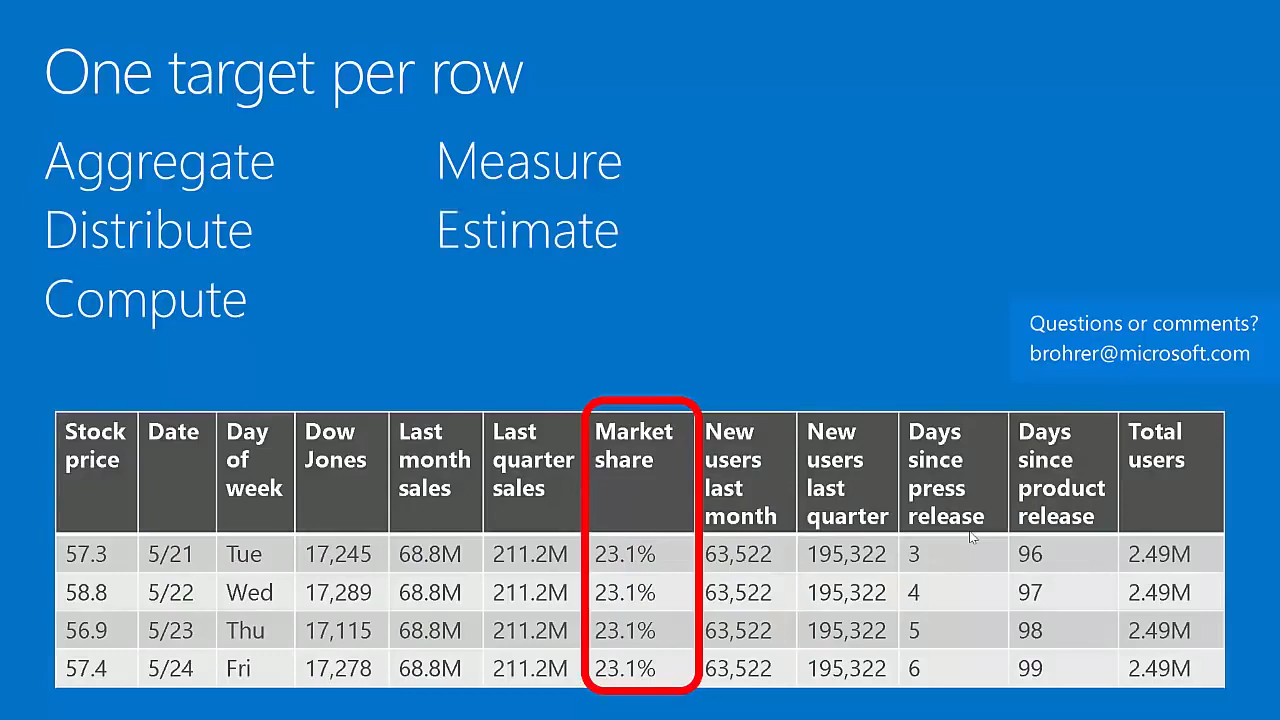 One target per row
Aggregate Measure
Distribute Estimate
Compute
Questions or comments?
brohrer@microsoft.com
Stock price Date Day of week Dow Jones Last month sales Last quarter sales Market share New users last month New users last quarter Days since press release Days since product release Total users
57.3 5/21 Tue 17,245 68.8M 211.2M 23.1% 63,522 195,322 3 96 2.49M
58.8 5/22 Wed 17,289 68.8M 211.2M 23.1% 63,522 195,322 4 97 2.49M
56.9 5/23 Thu 17,115 68.8M 211.2M 23.1% 63,522 195,322 5 98 2.49M
57.4 5/24 Fri 17,278 68.8M 211.2M 23.1% 63,522 195,322 6 99 2.49M